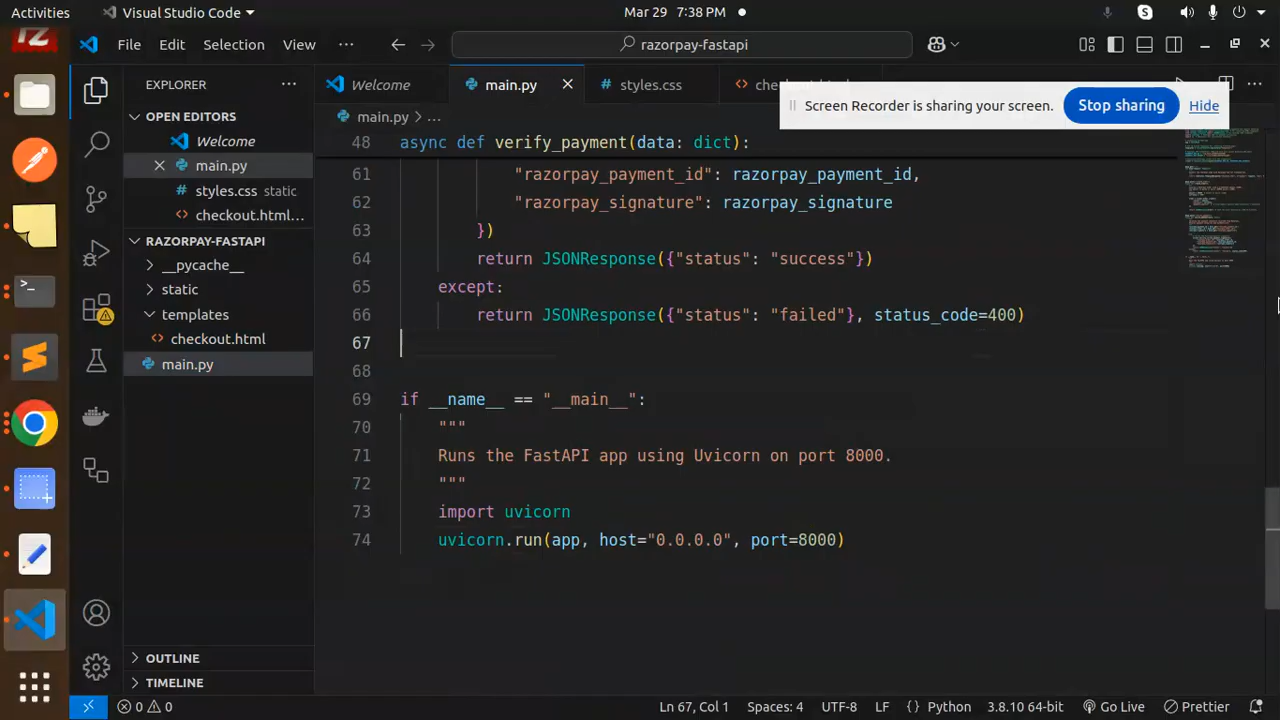 Activities
Visual Studio Code
Mar 29 7:38 PM
File Edit Selection View ...
razorpay-fastapi
EXPLORER
Welcome
main.py
styles.css
Screen Recorder is sharing your screen.
Stop sharing
Hide
OPEN EDITORS
Welcome
main.py
styles.css static
checkout.html...
RAZORPAY-FASTAPI
__pycache__
static
templates
checkout.html
main.py
OUTLINE
TIMELINE
main.py > ...
48 async def verify_payment(data: dict):
61 "razorpay_payment_id": razorpay_payment_id,
62 "razorpay_signature": razorpay_signature
63 })
64 return JSONResponse({"status": "success"})
65 except:
66 return JSONResponse({"status": "failed"}, status_code=400)
67
68
69 if __name__ == "__main__":
70 """
71 Runs the FastAPI app using Uvicorn on port 8000.
72 """
73 import uvicorn
74 uvicorn.run(app, host="0.0.0.0", port=8000)
0 0
Ln 67, Col 1
Spaces: 4
UTF-8
LF
Python
3.8.10 64-bit
Go Live
Prettier